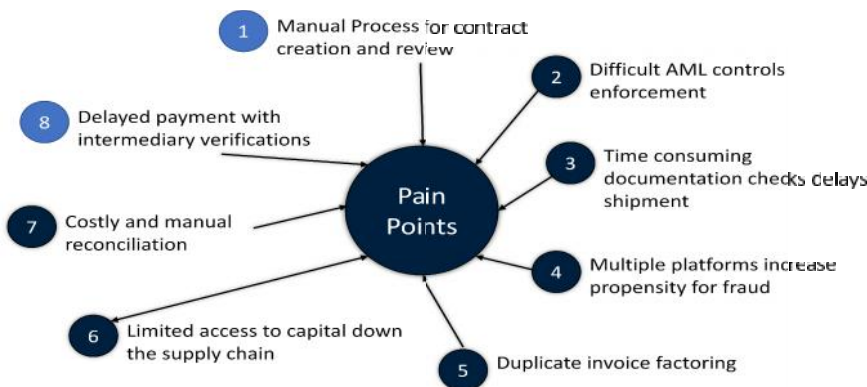 1
Manual Process for contract
creation and review
2
Difficult AML controls
enforcement
3
Time consuming
documentation checks delays
shipment
4
Multiple platforms increase
propensity for fraud
5
Duplicate invoice factoring
6
Limited access to capital down
the supply chain
7
Costly and manual
reconciliation
8
Delayed payment with
intermediary verifications
Pain
Points